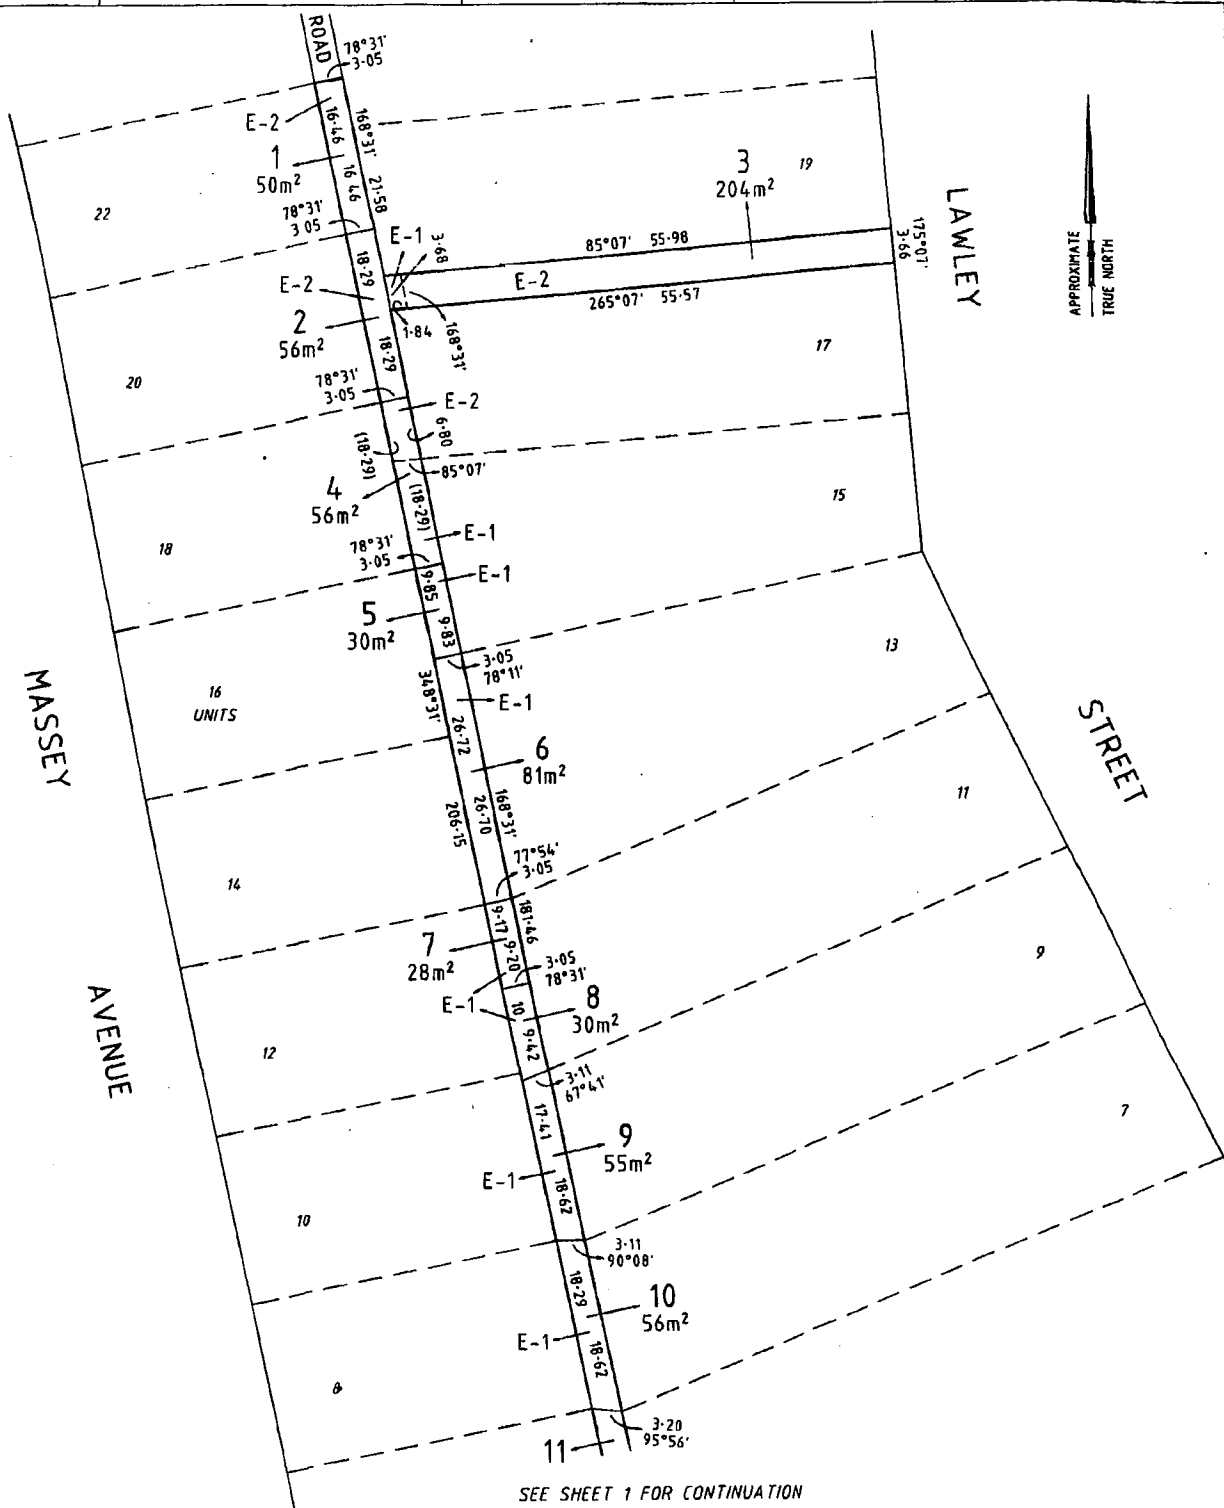 ROAD
78°31'
3·05
E-2
16·46
168°31'
1
50m²
16 46
21·58
22
78°31'
3 05
3
204m²
19
LAWLEY
APPROXIMATE
TRUE NORTH
E-1
3·68
85°07' 55·98
175°07'
3·66
18·29
E-2
E-2
265°07' 55·57
2
56m²
1·84
168°31'
18·29
17
20
78°31'
3·05
E-2
6·80
(18·29)
85°07'
4
56m²
(18·29)
15
18
E-1
78°31'
3·05
9·85
E-1
5
30m²
9·83
3·05
78°11'
13
MASSEY
16
UNITS
348°31'
E-1
26·72
6
81m²
STREET
206·15
26·70
168°31'
11
77°54'
3·05
14
9·17
181·46
7
28m²
9·20
3·05
78°31'
9
E-1
10
8
30m²
AVENUE
12
9·42
3·11
67°41'
17·41
9
55m²
7
E-1
18·62
10
3·11
90°08'
18·29
10
56m²
E-1
18·62
8
3·20
95°56'
11
SEE SHEET 1 FOR CONTINUATION